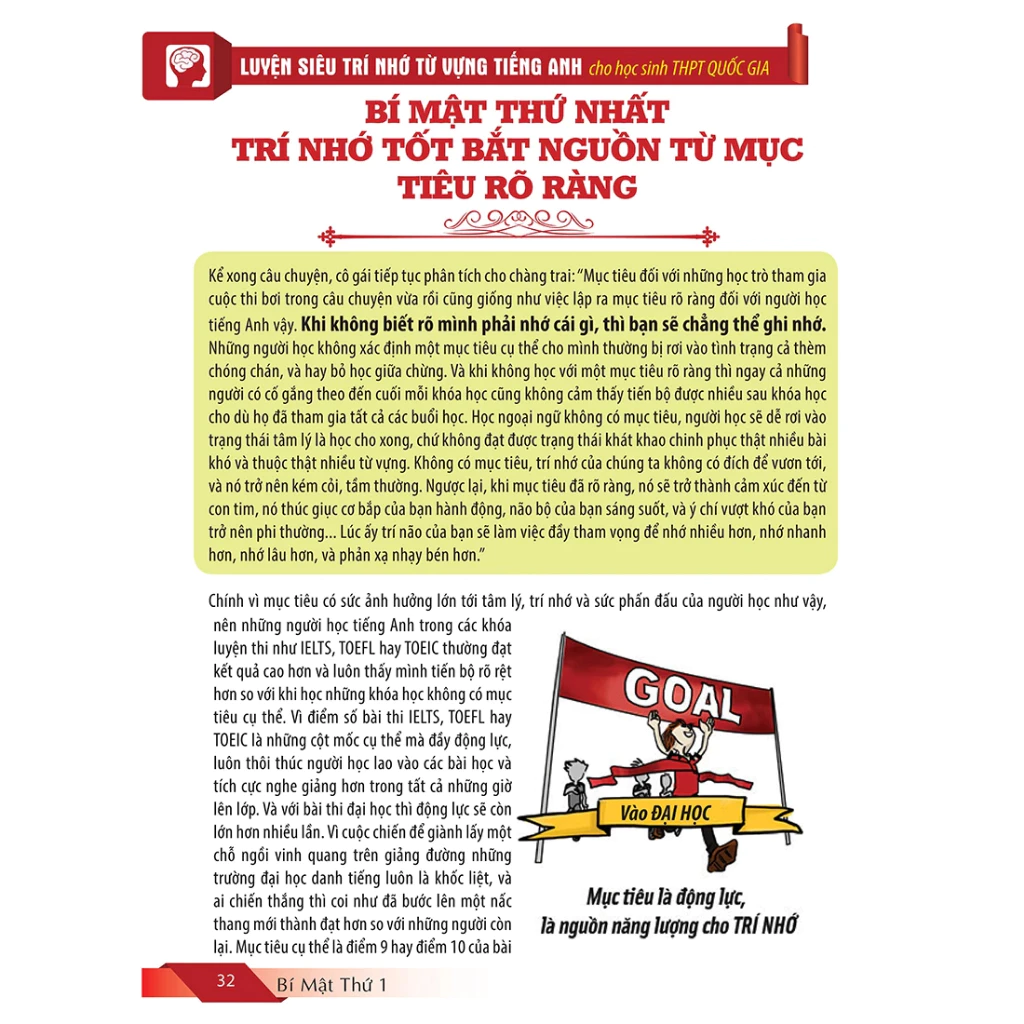 LUYỆN SIÊU TRÍ NHỚ TỪ VỰNG TIẾNG ANH cho học sinh THPT QUỐC GIA
BÍ MẬT THỨ NHẤT
TRÍ NHỚ TỐT BẮT NGUỒN TỪ MỤC
TIÊU RÕ RÀNG
Kể xong câu chuyện, cô gái tiếp tục phân tích cho chàng trai: “Mục tiêu đối với những học trò tham gia
cuộc thi bơi trong câu chuyện vừa rồi cũng giống như việc lập ra mục tiêu rõ ràng đối với người học
tiếng Anh vậy. Khi không biết rõ mình phải nhớ cái gì, thì bạn sẽ chẳng thể ghi nhớ.
Những người học không xác định một mục tiêu cụ thể cho mình thường bị rơi vào tình trạng cả thèm
chóng chán, và hay bỏ học giữa chừng. Và khi không học với một mục tiêu rõ ràng thì ngay cả những
người có cố gắng theo đến cuối mỗi khóa học cũng không cảm thấy tiến bộ được nhiều sau khóa học
cho dù họ đã tham gia tất cả các buổi học. Học ngoại ngữ không có mục tiêu, người học sẽ dễ rơi vào
trạng thái tâm lý là học cho xong, chứ không đạt được trạng thái khát khao chinh phục thật nhiều bài
khó và thuộc thật nhiều từ vựng. Không có mục tiêu, trí nhớ của chúng ta không có đích để vươn tới,
và nó trở nên kém cỏi, tầm thường. Ngược lại, khi mục tiêu đã rõ ràng, nó sẽ trở thành cảm xúc đến từ
con tim, nó thúc giục cơ bắp của bạn hành động, não bộ của bạn sáng suốt, và ý chí vượt khó của bạn
trở nên phi thường... Lúc ấy trí não của bạn sẽ làm việc đầy tham vọng để nhớ nhiều hơn, nhớ nhanh
hơn, nhớ lâu hơn, và phản xạ nhạy bén hơn.”
Chính vì mục tiêu có sức ảnh hưởng lớn tới tâm lý, trí nhớ và sức phấn đấu của người học như vậy,
nên những người học tiếng Anh trong các khóa
luyện thi như IELTS, TOEFL hay TOEIC thường đạt
kết quả cao hơn và luôn thấy mình tiến bộ rõ rệt
hơn so với khi học những khóa học không có mục
tiêu cụ thể. Vì điểm số bài thi IELTS, TOEFL hay
TOEIC là những cột mốc cụ thể mà đầy động lực,
luôn thôi thúc người học lao vào các bài học và
tích cực nghe giảng hơn trong tất cả những giờ
lên lớp. Và với bài thi đại học thì động lực sẽ còn
lớn hơn nhiều lần. Vì cuộc chiến để giành lấy một
chỗ ngồi vinh quang trên giảng đường những
trường đại học danh tiếng luôn là khốc liệt, và
ai chiến thắng thì coi như đã bước lên một nấc
thang mới thành đạt hơn so với những người còn
lại. Mục tiêu cụ thể là điểm 9 hay điểm 10 của bài
GOAL
Vào ĐẠI HỌC
Mục tiêu là động lực,
là nguồn năng lượng cho TRÍ NHỚ
32 Bí Mật Thứ 1